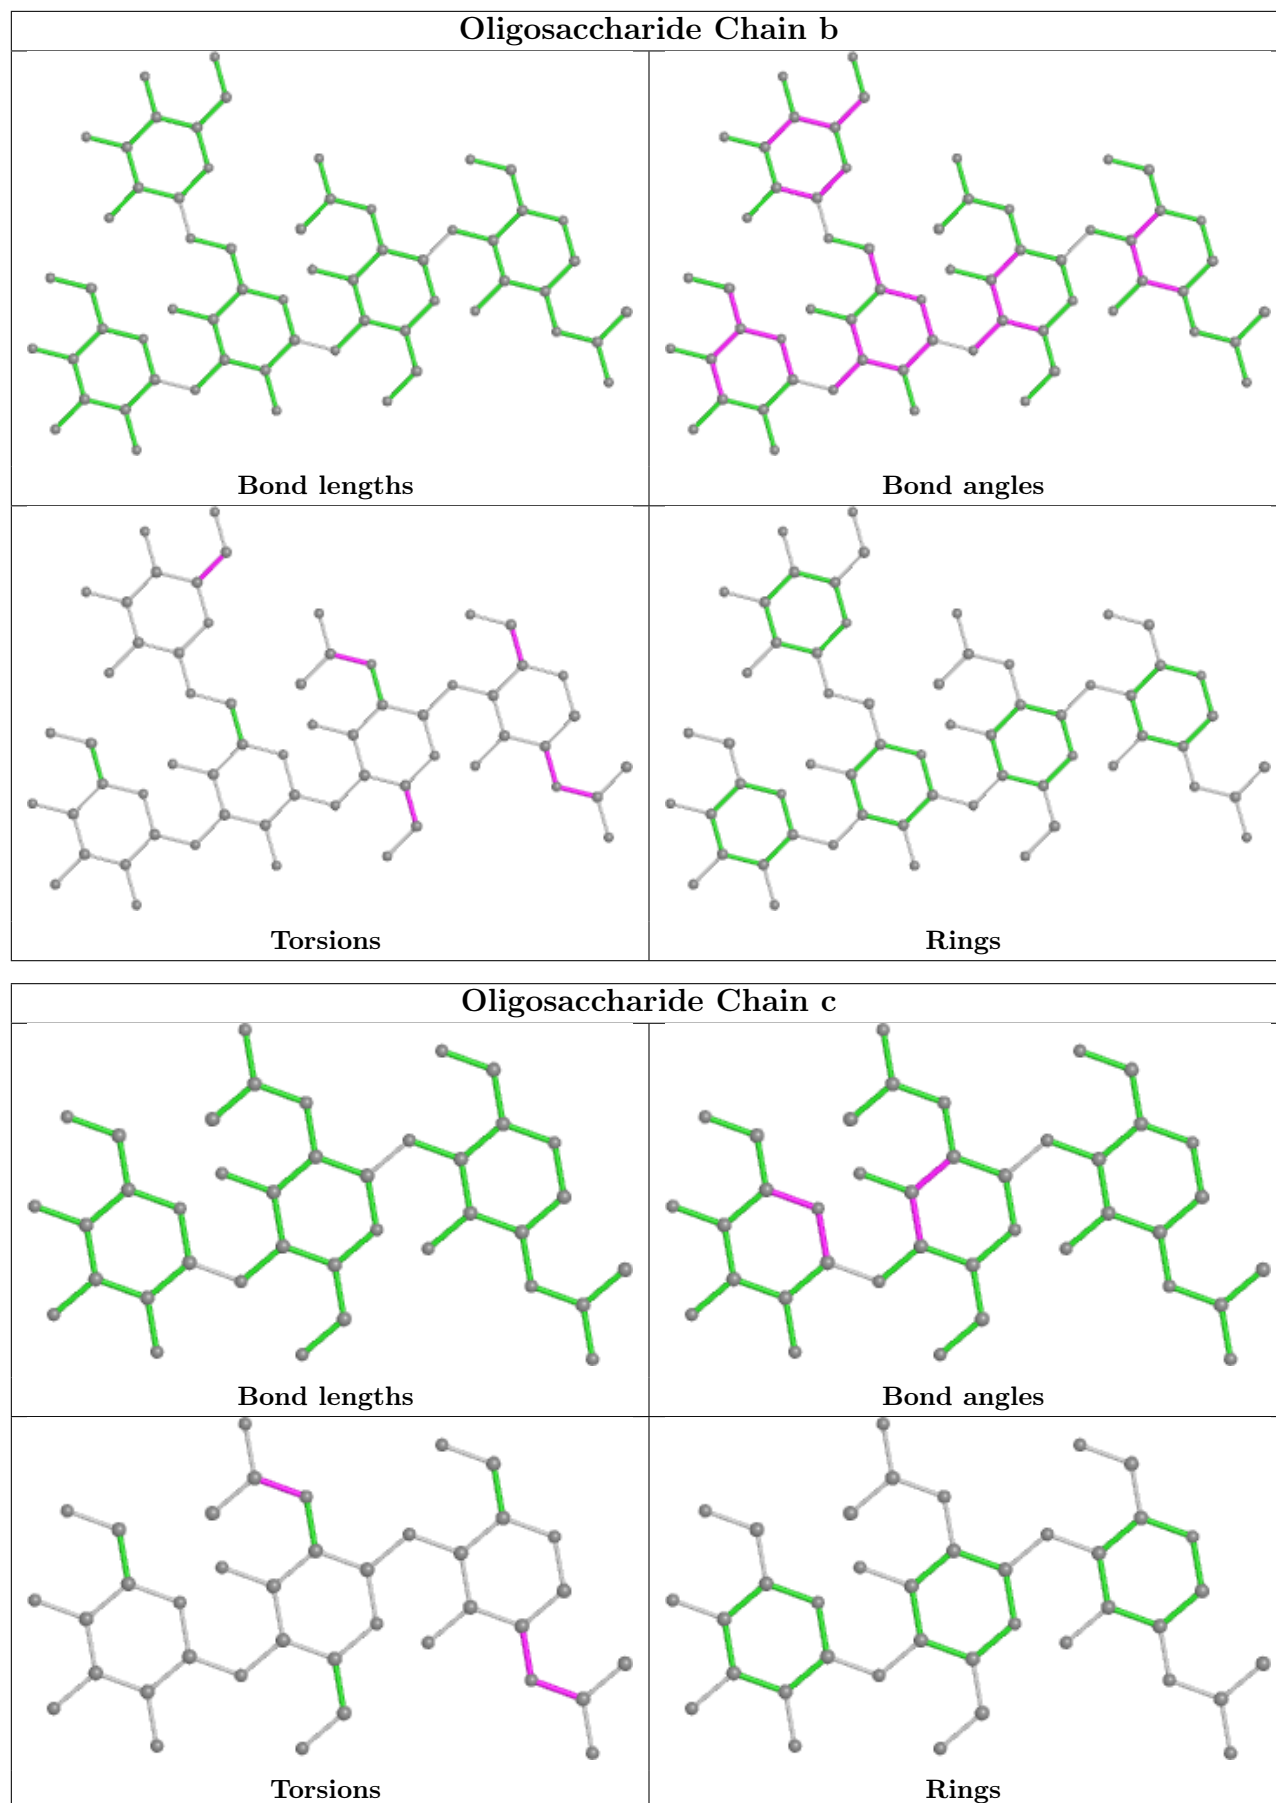 Oligosaccharide Chain b
Bond lengths
Bond angles
Torsions
Rings
Oligosaccharide Chain c
Bond lengths
Bond angles
Torsions
Rings